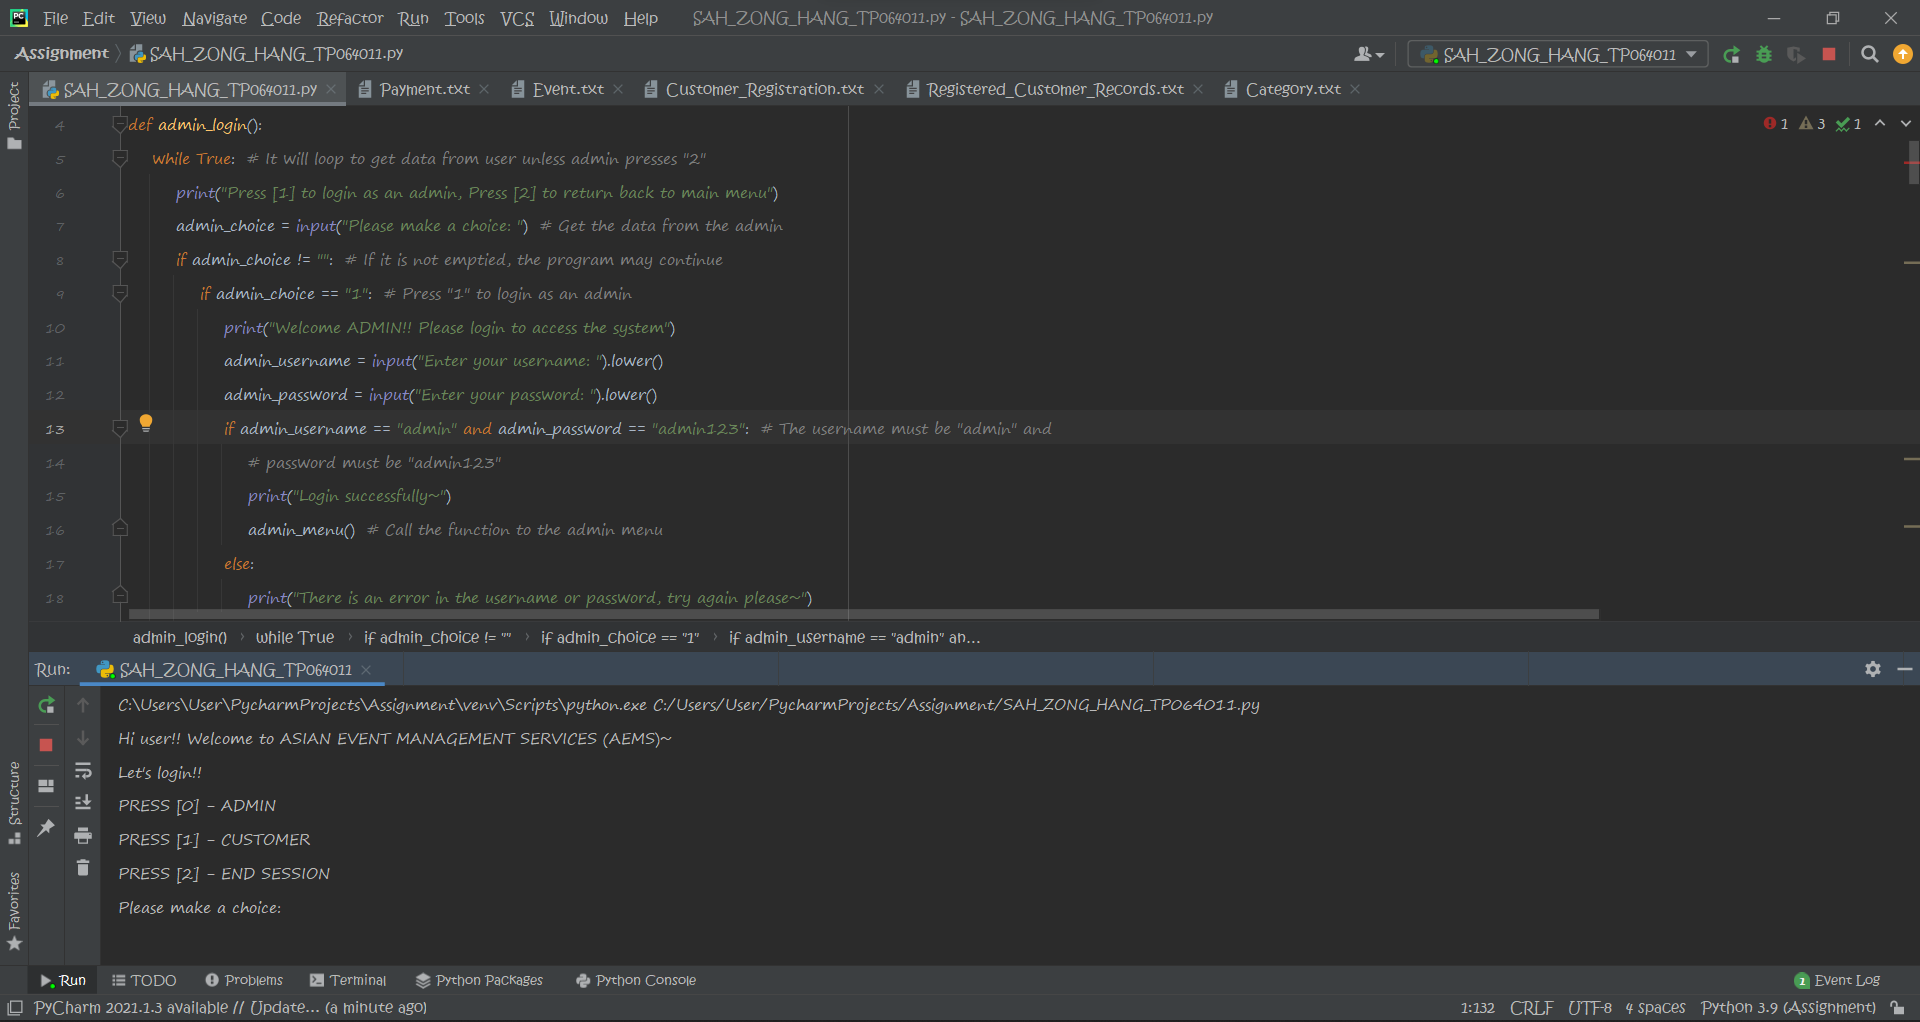 File Edit View Navigate Code Refactor Run Tools VCS Window Help SAH_ZONG_HANG_TP064011.py - SAH_ZONG_HANG_TP064011.py
Assignment SAH_ZONG_HANG_TP064011.py SAH_ZONG_HANG_TP064011
SAH_ZONG_HANG_TP064011.py Payment.txt Event.txt Customer_Registration.txt Registered_Customer_Records.txt Category.txt
Project
1 3 1
4 def admin_login():
5 while True: # It will loop to get data from user unless admin presses "2"
6 print("Press [1] to login as an admin, Press [2] to return back to main menu")
7 admin_choice = input("Please make a choice: ") # Get the data from the admin
8 if admin_choice != "": # If it is not emptied, the program may continue
9 if admin_choice == "1": # Press "1" to login as an admin
10 print("Welcome ADMIN!! Please login to access the system")
11 admin_username = input("Enter your username: ").lower()
12 admin_password = input("Enter your password: ").lower()
13 if admin_username == "admin" and admin_password == "admin123": # The username must be "admin" and
14 # password must be "admin123"
15 print("Login successfully~")
16 admin_menu() # Call the function to the admin menu
17 else:
18 print("There is an error in the username or password, try again please~")
admin_login() while True if admin_choice != "" if admin_choice == "1" if admin_username == "admin" an...
Run: SAH_ZONG_HANG_TP064011
C:\Users\User\PycharmProjects\Assignment\venv\Scripts\python.exe C:/Users/User/PycharmProjects/Assignment/SAH_ZONG_HANG_TP064011.py
Hi user!! Welcome to ASIAN EVENT MANAGEMENT SERVICES (AEMS)~
Let's login!!
PRESS [0] - ADMIN
PRESS [1] - CUSTOMER
PRESS [2] - END SESSION
Please make a choice:
Structure
Favorites
Run TODO Problems Terminal Python Packages Python Console 1 Event Log
PyCharm 2021.1.3 available // Update... (a minute ago) 1:132 CRLF UTF-8 4 spaces Python 3.9 (Assignment)